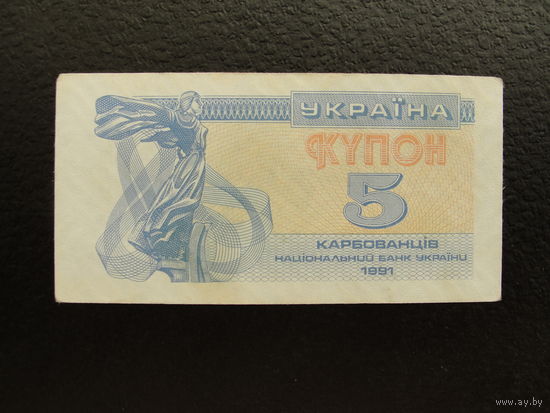 УКРАЇНА
КУПОН
5
КАРБОВАНЦІВ
НАЦІОНАЛЬНИЙ БАНК УКРАЇНИ
1991
www.ay.by